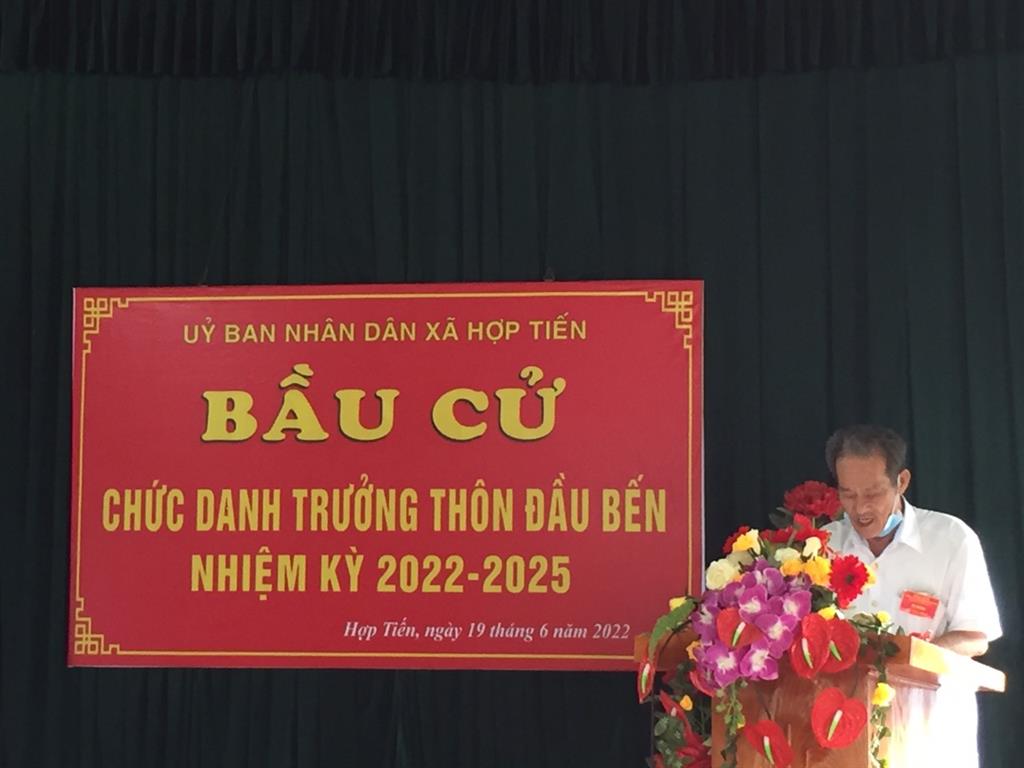 UỶ BAN NHÂN DÂN XÃ HỢP TIẾN
BẦU CỬ
CHỨC DANH TRƯỞNG THÔN ĐẦU BẾN
NHIỆM KỲ 2022-2025
Hợp Tiến, ngày 19 tháng 6 năm 2022